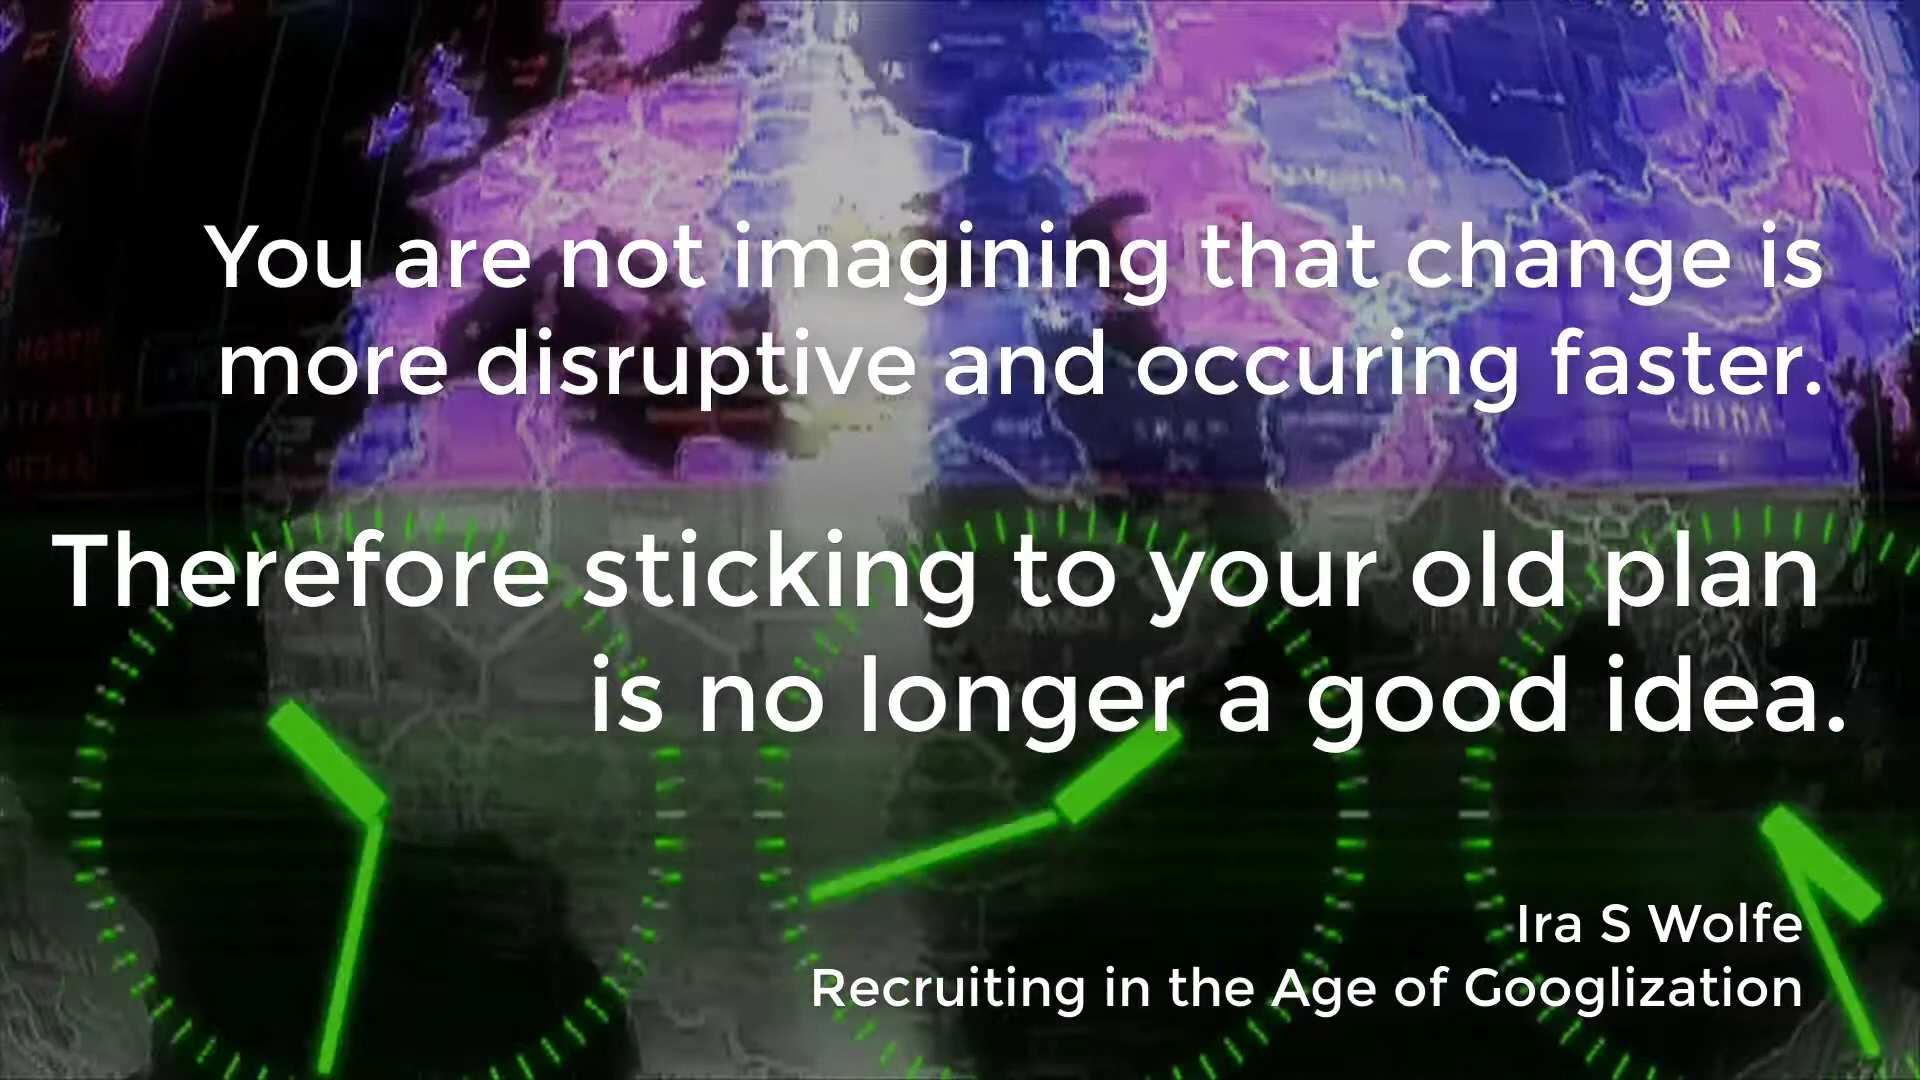 You are not imagining that change is
more disruptive and occuring faster.
CHINA
Therefore sticking to your old plan
is no longer a good idea.
Ira S Wolfe
Recruiting in the Age of Googlization